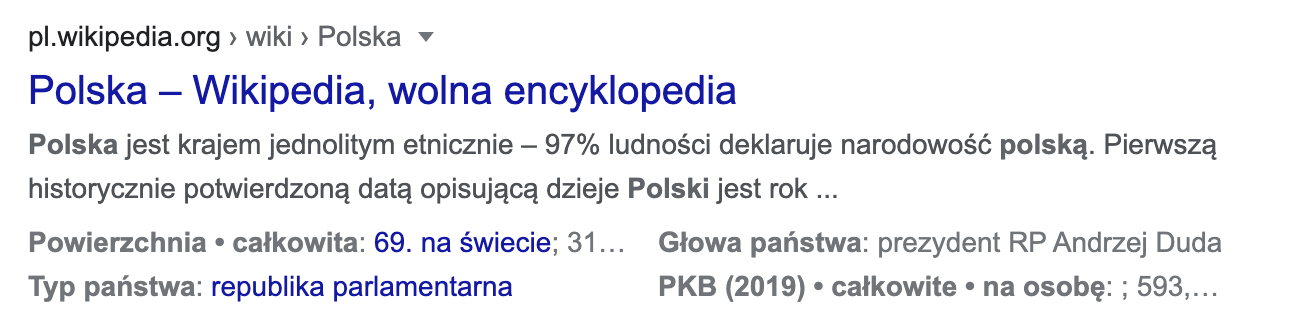 pl.wikipedia.org › wiki › Polska
Polska – Wikipedia, wolna encyklopedia
Polska jest krajem jednolitym etnicznie – 97% ludności deklaruje narodowość polską. Pierwszą
historycznie potwierdzoną datą opisującą dzieje Polski jest rok ...
Powierzchnia • całkowita: 69. na świecie; 31… Głowa państwa: prezydent RP Andrzej Duda
Typ państwa: republika parlamentarna PKB (2019) • całkowite • na osobę: ; 593,…